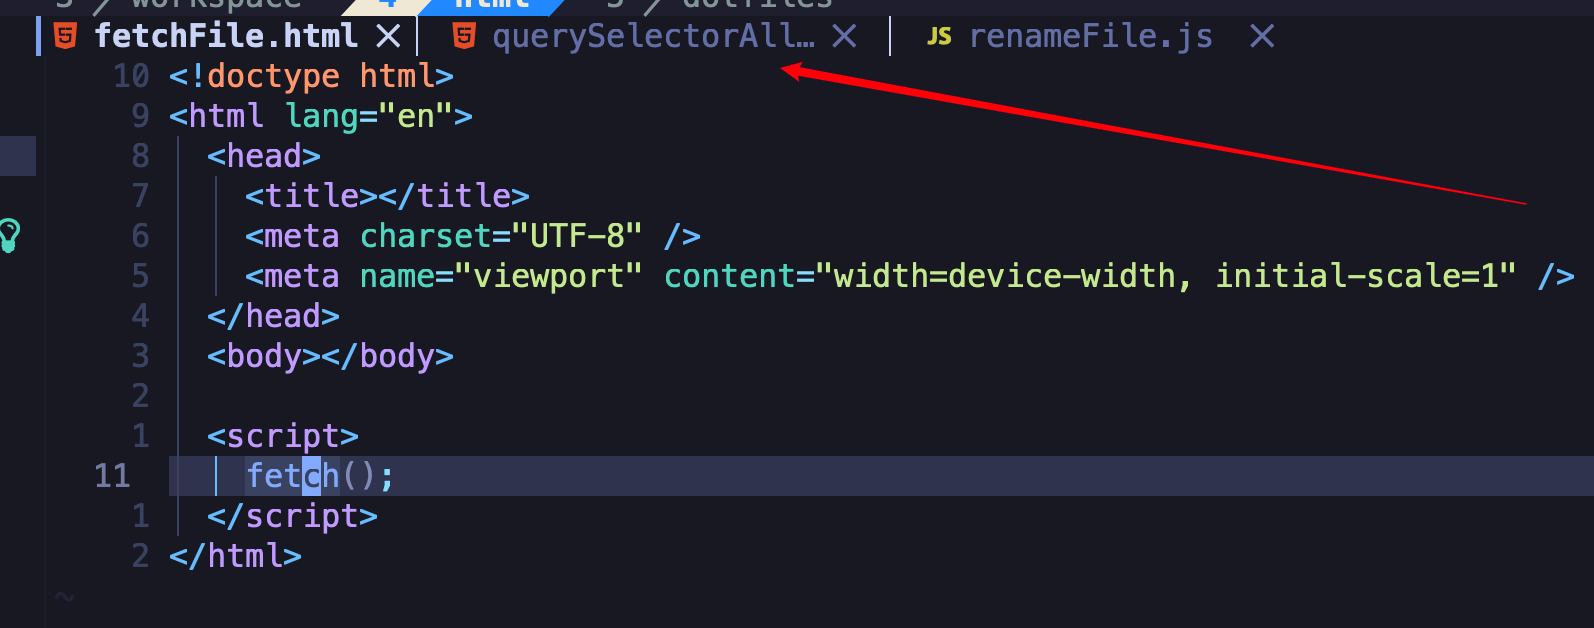 3 / workspace 4 html 5 / dotfiles
fetchFile.html × querySelectorAll… × JS renameFile.js ×
10 <!doctype html>
9 <html lang="en">
8 <head>
7 <title></title>
6 <meta charset="UTF-8" />
5 <meta name="viewport" content="width=device-width, initial-scale=1" />
4 </head>
3 <body></body>
2
1 <script>
11 fetch();
1 </script>
2 </html>
~